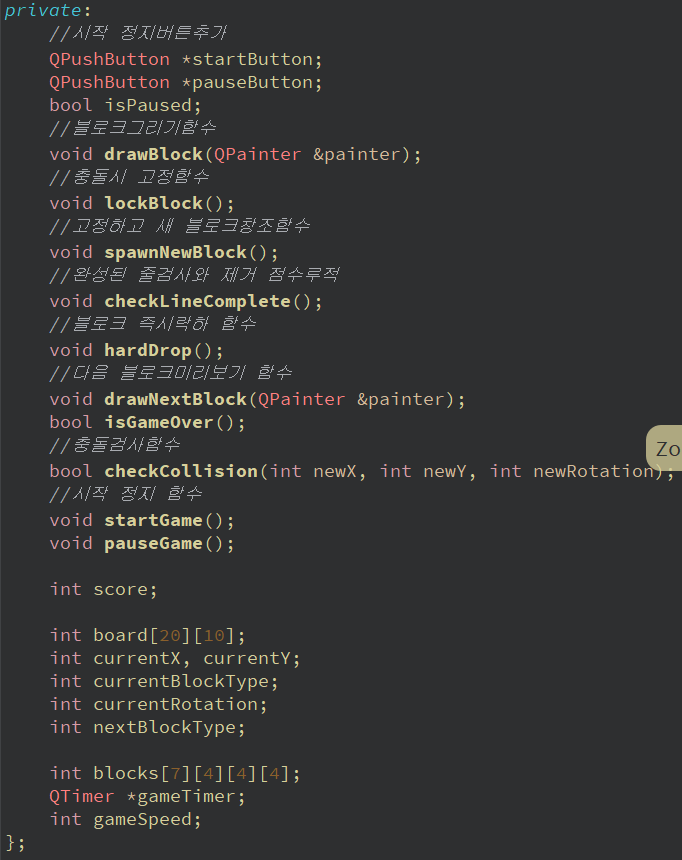 private:
//시작 정지버튼추가
QPushButton *startButton;
QPushButton *pauseButton;
bool isPaused;
//블로크그리기함수
void drawBlock(QPainter &painter);
//충돌시 고정함수
void lockBlock();
//고정하고 새 블로크창조함수
void spawnNewBlock();
//완성된 줄검사와 제거 점수루적
void checkLineComplete();
//블로크 즉시락하 함수
void hardDrop();
//다음 블로크미리보기 함수
void drawNextBlock(QPainter &painter);
bool isGameOver();
//충돌검사함수
bool checkCollision(int newX, int newY, int newRotation);
//시작 정지 함수
void startGame();
void pauseGame();
int score;
int board[20][10];
int currentX, currentY;
int currentBlockType;
int currentRotation;
int nextBlockType;
int blocks[7][4][4][4];
QTimer *gameTimer;
int gameSpeed;
};
Zo